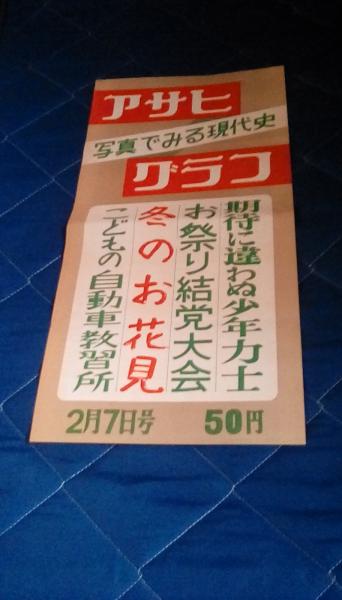 アサヒ
写真でみる現代史
グラフ
期待に違わぬ少年力士
お祭り結党大会
冬のお花見
こどもの自動車教習所
2月7日号
50円